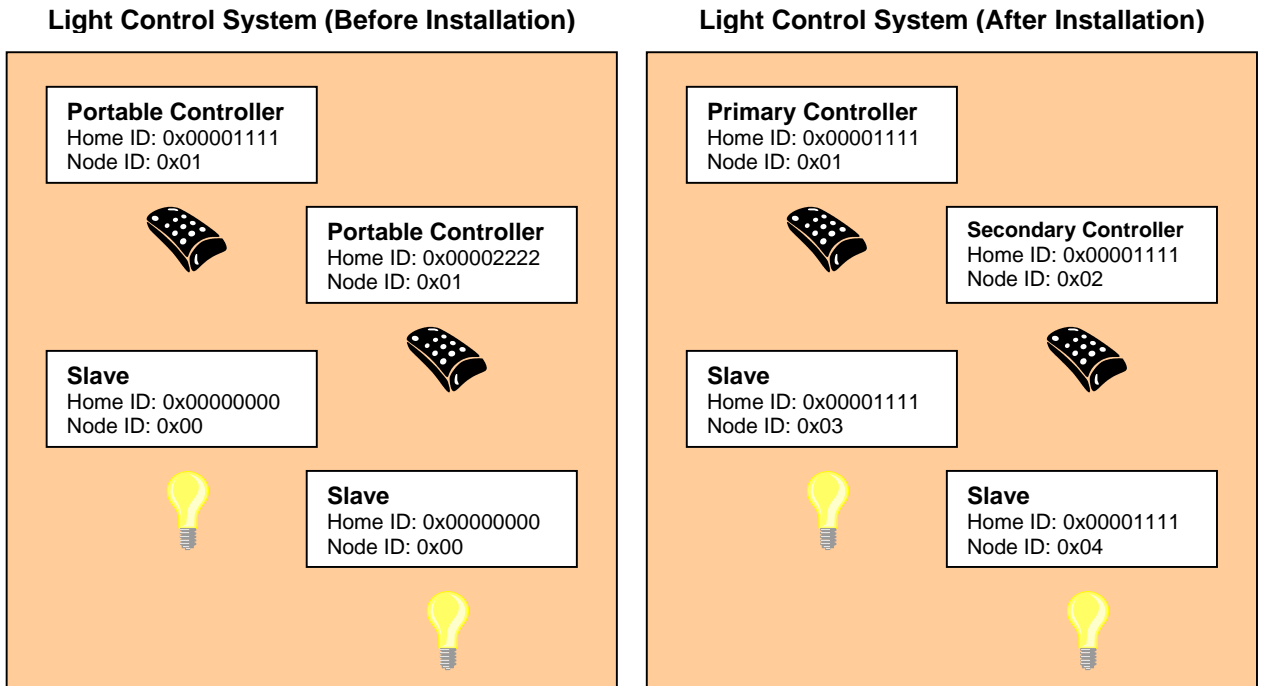 Light Control System (Before Installation)
Portable Controller
Home ID: 0x00001111
Node ID: 0x01
Portable Controller
Home ID: 0x00002222
Node ID: 0x01
Slave
Home ID: 0x00000000
Node ID: 0x00
Slave
Home ID: 0x00000000
Node ID: 0x00
Light Control System (After Installation)
Primary Controller
Home ID: 0x00001111
Node ID: 0x01
Secondary Controller
Home ID: 0x00001111
Node ID: 0x02
Slave
Home ID: 0x00001111
Node ID: 0x03
Slave
Home ID: 0x00001111
Node ID: 0x04